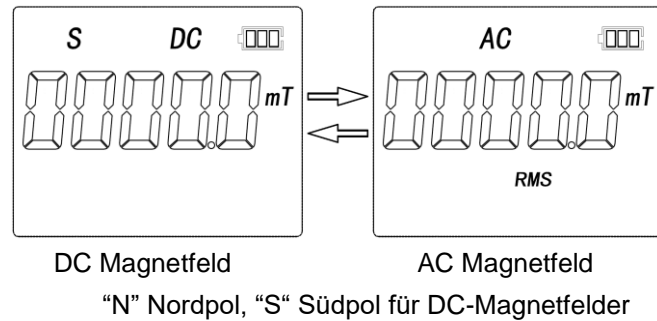 S DC AC
0000.0 mT 0000.0 mT
RMS
DC Magnetfeld AC Magnetfeld
“N” Nordpol, “S“ Südpol für DC-Magnetfelder